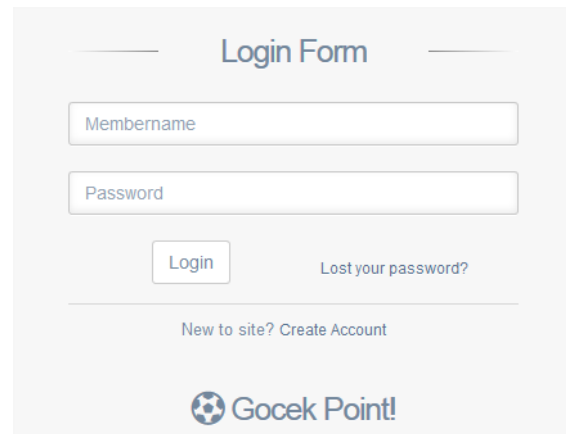 Login Form
Membername
Password
Login Lost your password?
New to site? Create Account
Gocek Point!